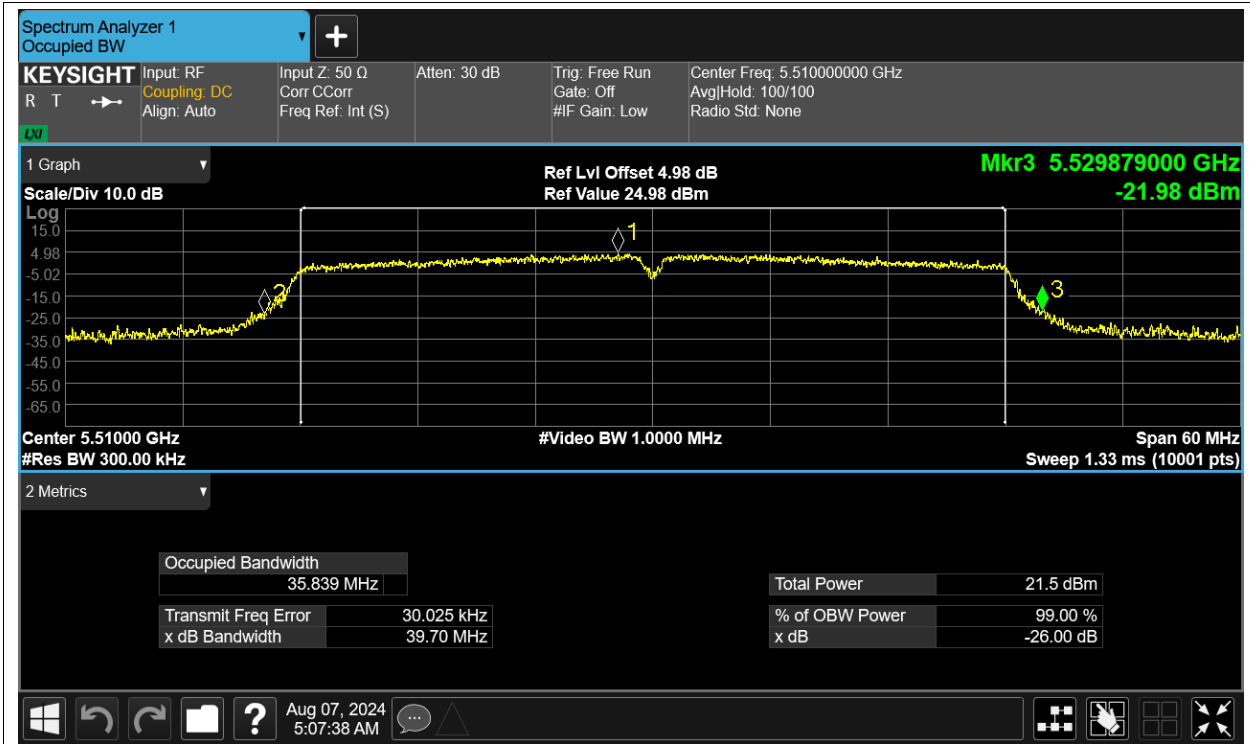 Spectrum Analyzer 1
Occupied BW
+
KEYSIGHT
R T
LXI
Input: RF
Coupling: DC
Align: Auto
Input Z: 50 Ω
Corr CCorr
Freq Ref: Int (S)
Atten: 30 dB
Trig: Free Run
Gate: Off
#IF Gain: Low
Center Freq: 5.510000000 GHz
Avg|Hold: 100/100
Radio Std: None
1 Graph
Scale/Div 10.0 dB
Ref Lvl Offset 4.98 dB
Ref Value 24.98 dBm
Mkr3 5.529879000 GHz
-21.98 dBm
Log
15.0
4.98
-5.02
-15.0
-25.0
-35.0
-45.0
-55.0
-65.0
1
2
3
Center 5.51000 GHz
#Video BW 1.0000 MHz
Span 60 MHz
#Res BW 300.00 kHz
Sweep 1.33 ms (10001 pts)
2 Metrics
Occupied Bandwidth
35.839 MHz
Transmit Freq Error 30.025 kHz
x dB Bandwidth 39.70 MHz
Total Power 21.5 dBm
% of OBW Power 99.00 %
x dB -26.00 dB
?
Aug 07, 2024
5:07:38 AM